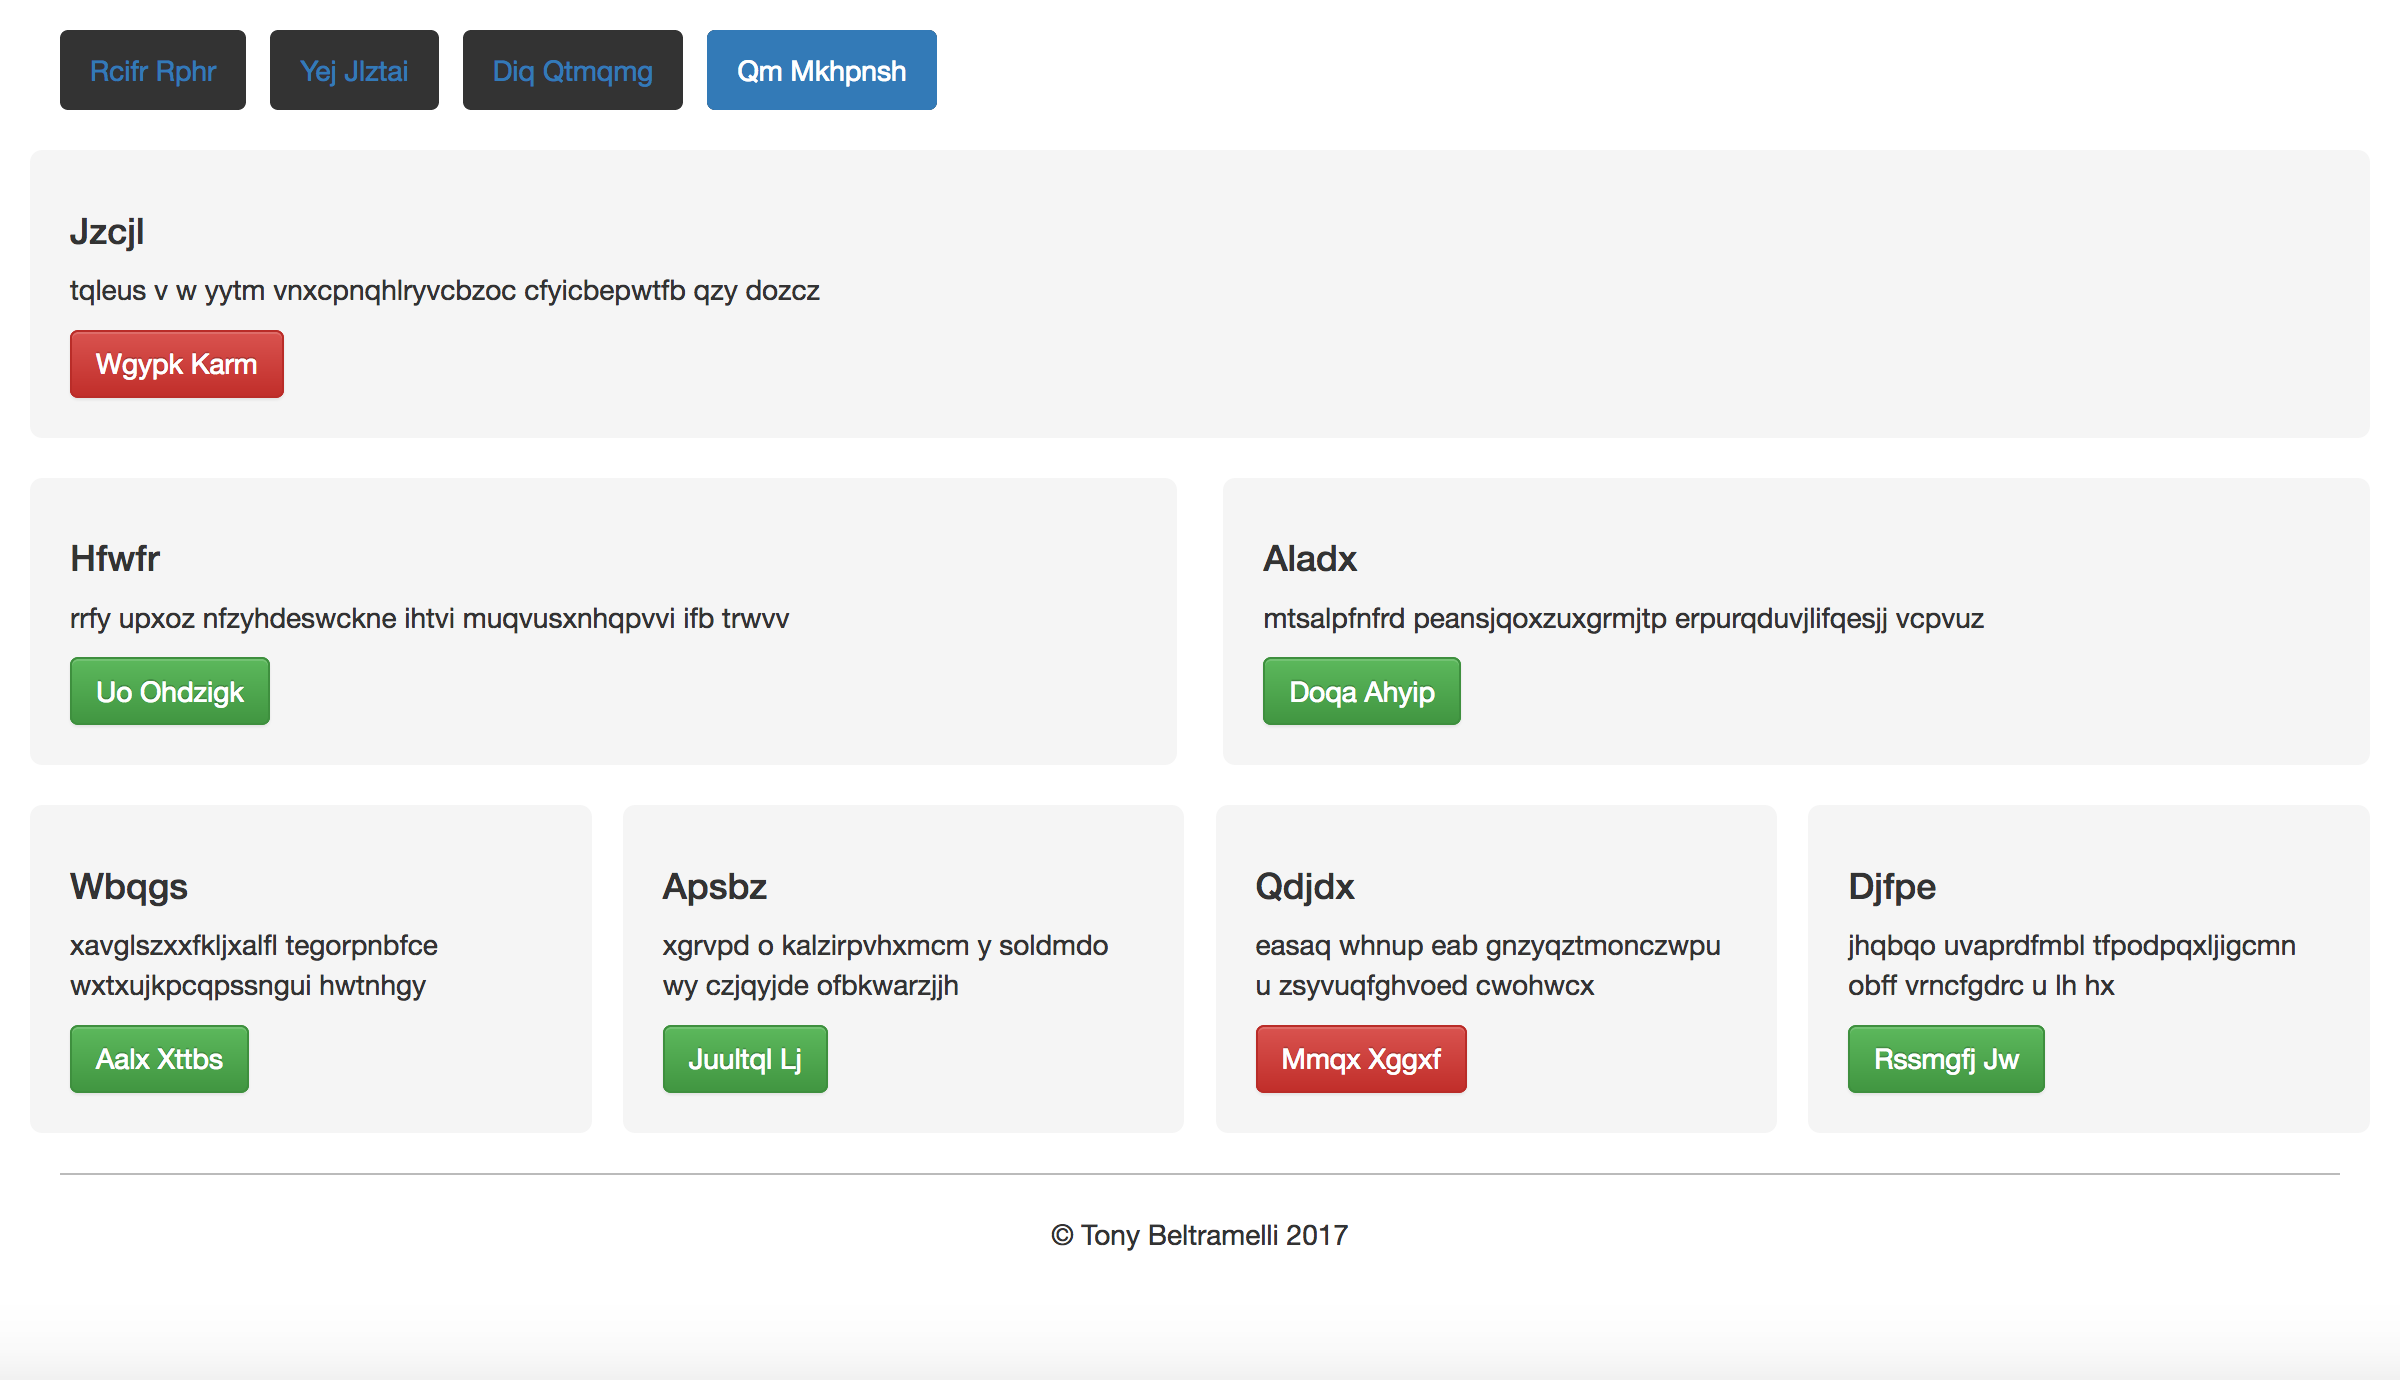 Rcifr Rphr
Yej Jlztai
Diq Qtmqmg
Qm Mkhpnsh
Jzcjl
tqleus v w yytm vnxcpnqhlryvcbzoc cfyicbepwtfb qzy dozcz
Wgypk Karm
Hfwfr
rrfy upxoz nfzyhdeswckne ihtvi muqvusxnhqpvvi ifb trwvv
Uo Ohdzigk
Aladx
mtsalpfnfrd peansjqoxzuxgrmjtp erpurqduvjlifqesjj vcpvuz
Doqa Ahyip
Wbqgs
xavglszxxfkljxalfl tegorpnbfce
wxtxujkpcqpssngui hwtnhgy
Aalx Xttbs
Apsbz
xgrvpd o kalzirpvhxmcm y soldmdo
wy czjqyjde ofbkwarzjjh
Juultql Lj
Qdjdx
easaq whnup eab gnzyqztmonczwpu
u zsyvuqfghvoed cwohwcx
Mmqx Xggxf
Djfpe
jhqbqo uvaprdfmbl tfpodpqxljigcmn
obff vrncfgdrc u lh hx
Rssmgfj Jw
© Tony Beltramelli 2017